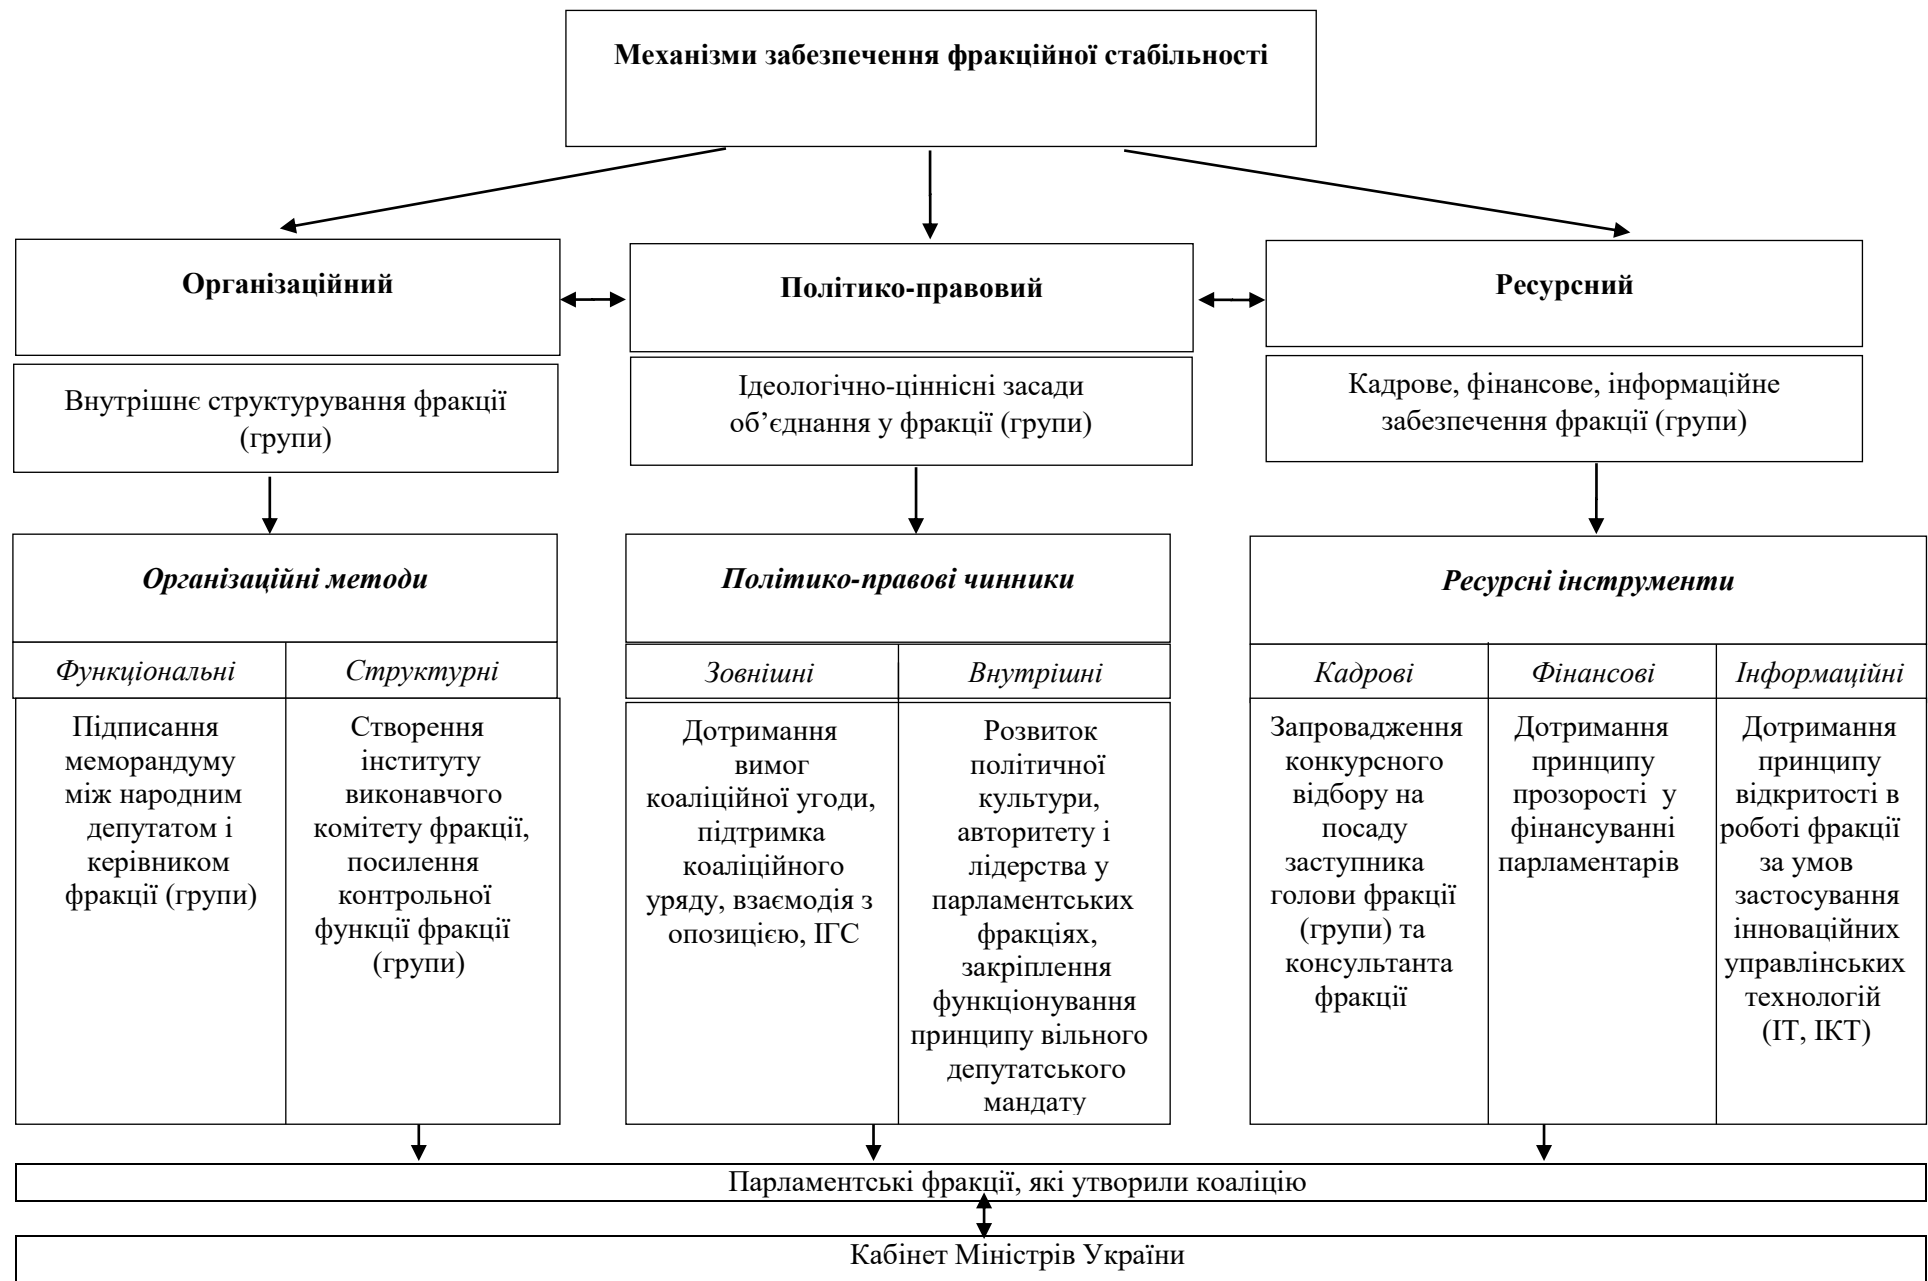 Механізми забезпечення фракційної стабільності
Організаційний
Політико-правовий
Ресурсний
Внутрішнє структурування фракції
(групи)
Ідеологічно-ціннісні засади
об’єднання у фракції (групи)
Кадрове, фінансове, інформаційне
забезпечення фракції (групи)
Організаційні методи
Функціональні
Структурні
Підписання
меморандуму
між народним
депутатом і
керівником
фракції (групи)
Створення
інституту
виконавчого
комітету фракції,
посилення
контрольної
функції фракції
(групи)
Політико-правові чинники
Зовнішні
Внутрішні
Дотримання
вимог
коаліційної угоди,
підтримка
коаліційного
уряду, взаємодія з
опозицією, ІГС
Розвиток
політичної
культури,
авторитету і
лідерства у
парламентських
фракціях,
закріплення
функціонування
принципу вільного
депутатського
мандату
Ресурсні інструменти
Кадрові
Фінансові
Інформаційні
Запровадження
конкурсного
відбору на
посаду
заступника
голови фракції
(групи) та
консультанта
фракції
Дотримання
принципу
прозорості у
фінансуванні
парламентарів
Дотримання
принципу
відкритості в
роботі фракції
за умов
застосування
інноваційних
управлінських
технологій
(ІТ, ІКТ)
Парламентські фракції, які утворили коаліцію
Кабінет Міністрів України